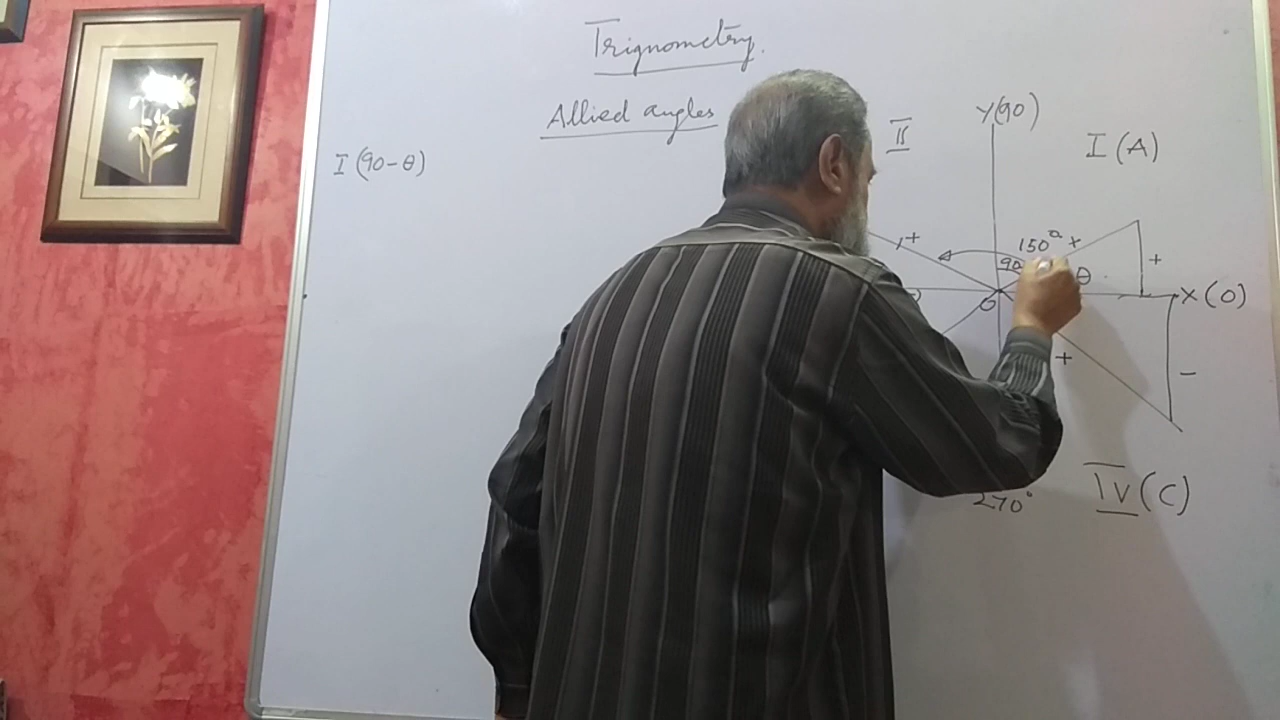 Trignometry.
Allied angles
I (90-θ)
II
Y(90)
I (A)
+
150°
x
+
90
θ
O
X(0)
+
-
270°
IV (C)